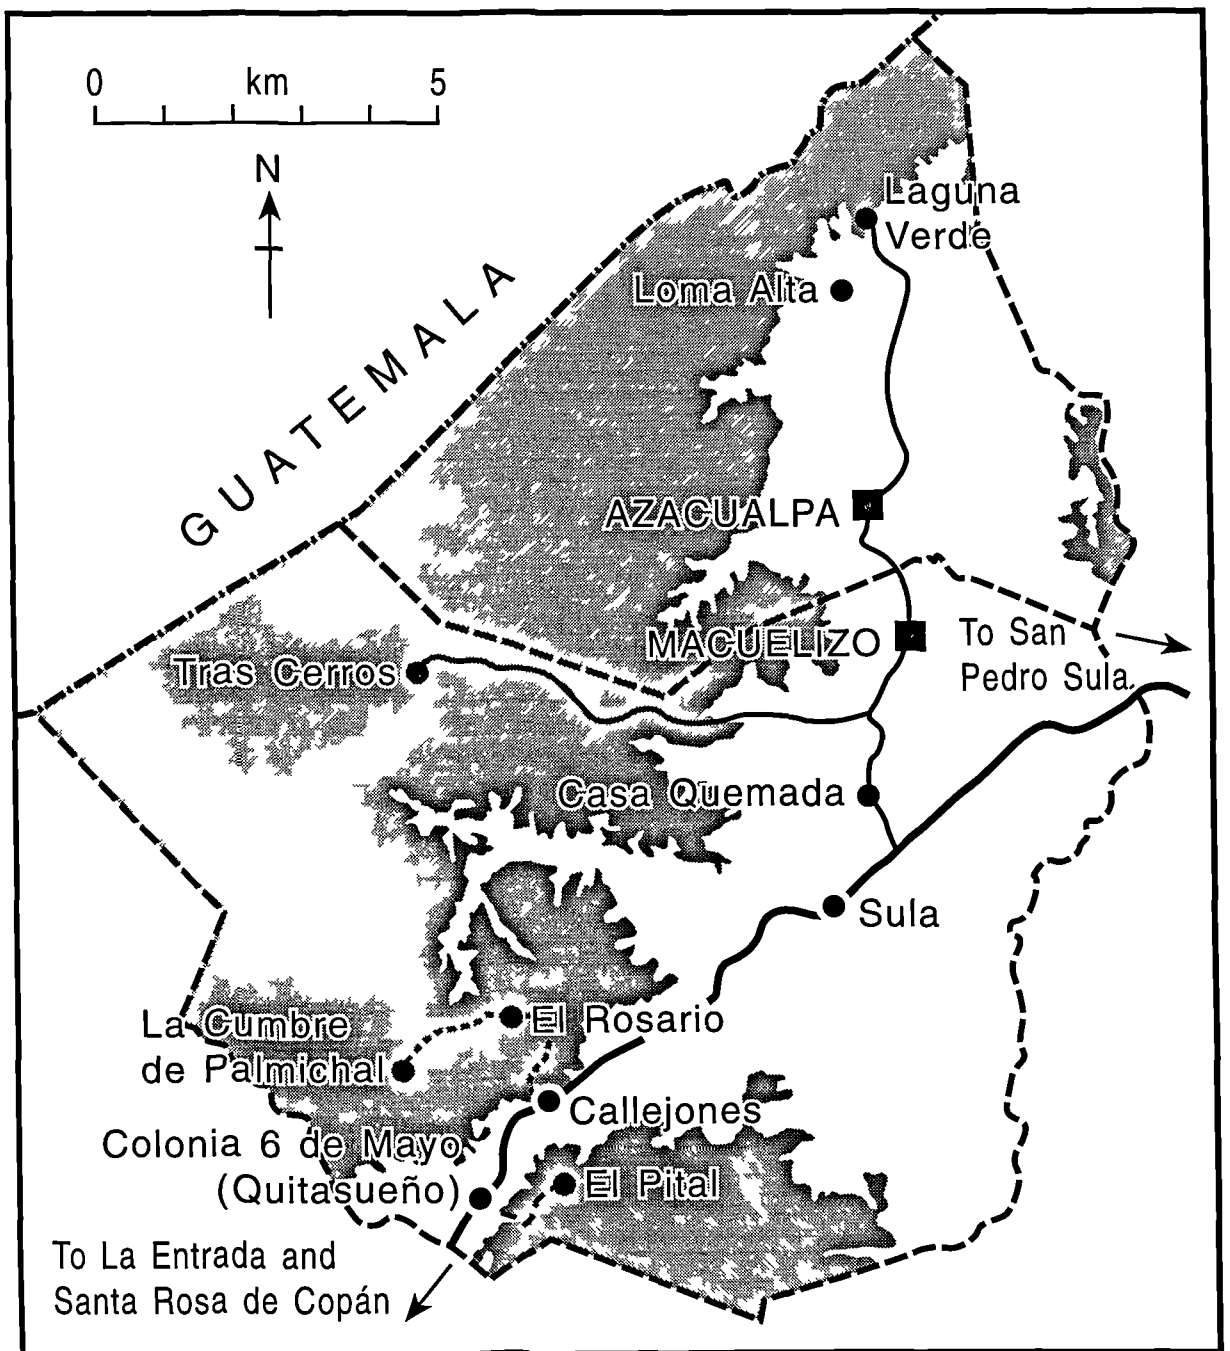 0 km 5
N
GUATEMALA
Laguna
Verde
Loma Alta
AZACUALPA
MACUELIZO
To San
Pedro Sula
Tras Cerros
Casa Quemada
Sula
La Cumbre
de Palmichal
El Rosario
Callejones
Colonia 6 de Mayo
(Quitasueño)
El Pital
To La Entrada and
Santa Rosa de Copán